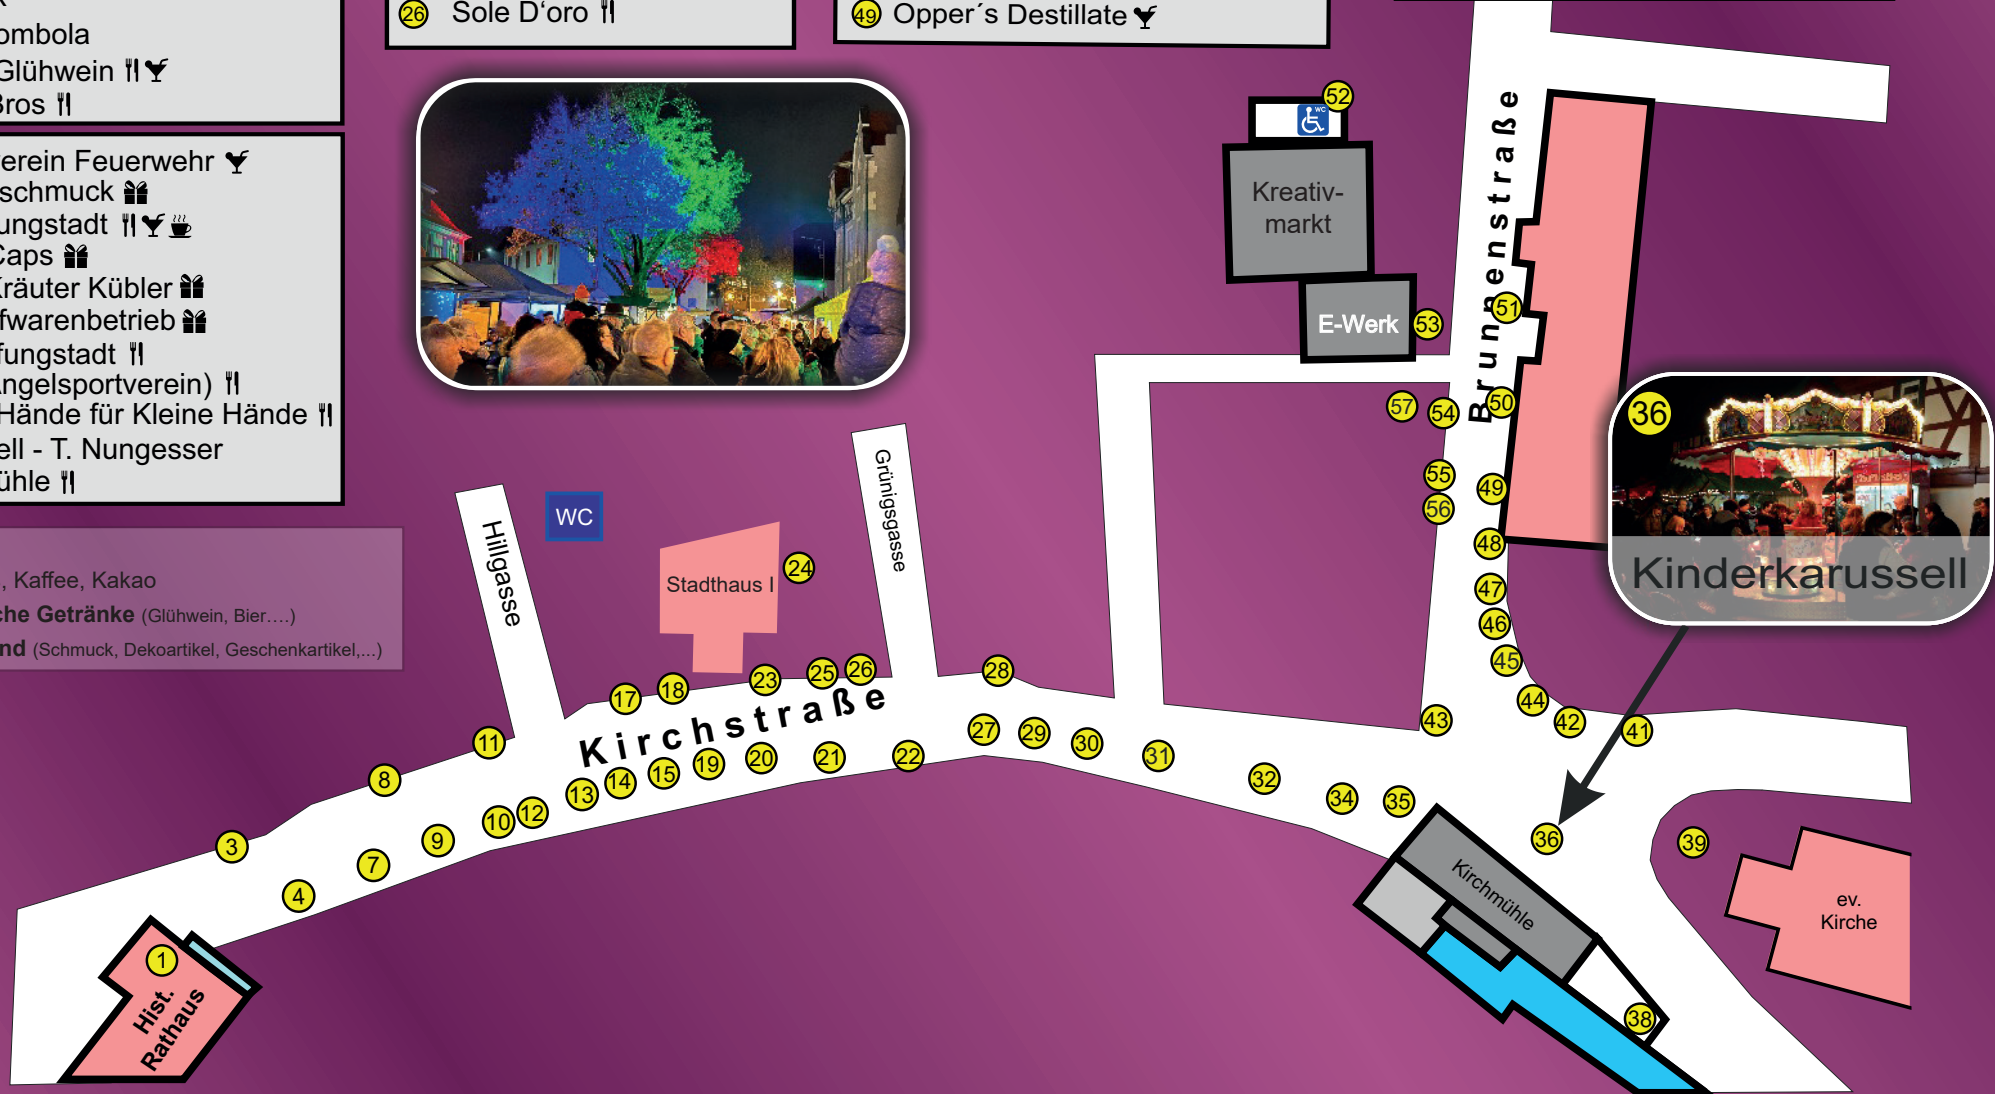 ombola
Glühwein
Bros
erein Feuerwehr
schmuck
ungstadt
Caps
Kräuter Kübler
fwarenbetrieb
fungstadt
Angelsportverein)
Hände für Kleine Hände
ell - T. Nungesser
ühle
, Kaffee, Kakao
che Getränke (Glühwein, Bier....)
nd (Schmuck, Dekoartikel, Geschenkartikel,...)
26 Sole D'oro
49 Opper´s Destillate
52
WC
Kreativ-
markt
E-Werk
53
Brunnenstraße
51
50
57
54
55
49
56
48
47
46
45
44
42
41
43
36
Kinderkarussell
WC
Hillgasse
Stadthaus I
24
Grünigsgasse
17
18
23
25
26
28
Kirchstraße
11
8
3
4
7
9
10
12
13
14
15
19
20
21
22
27
29
30
31
32
34
35
36
39
Kirchmühle
38
ev.
Kirche
1
Hist.
Rathaus